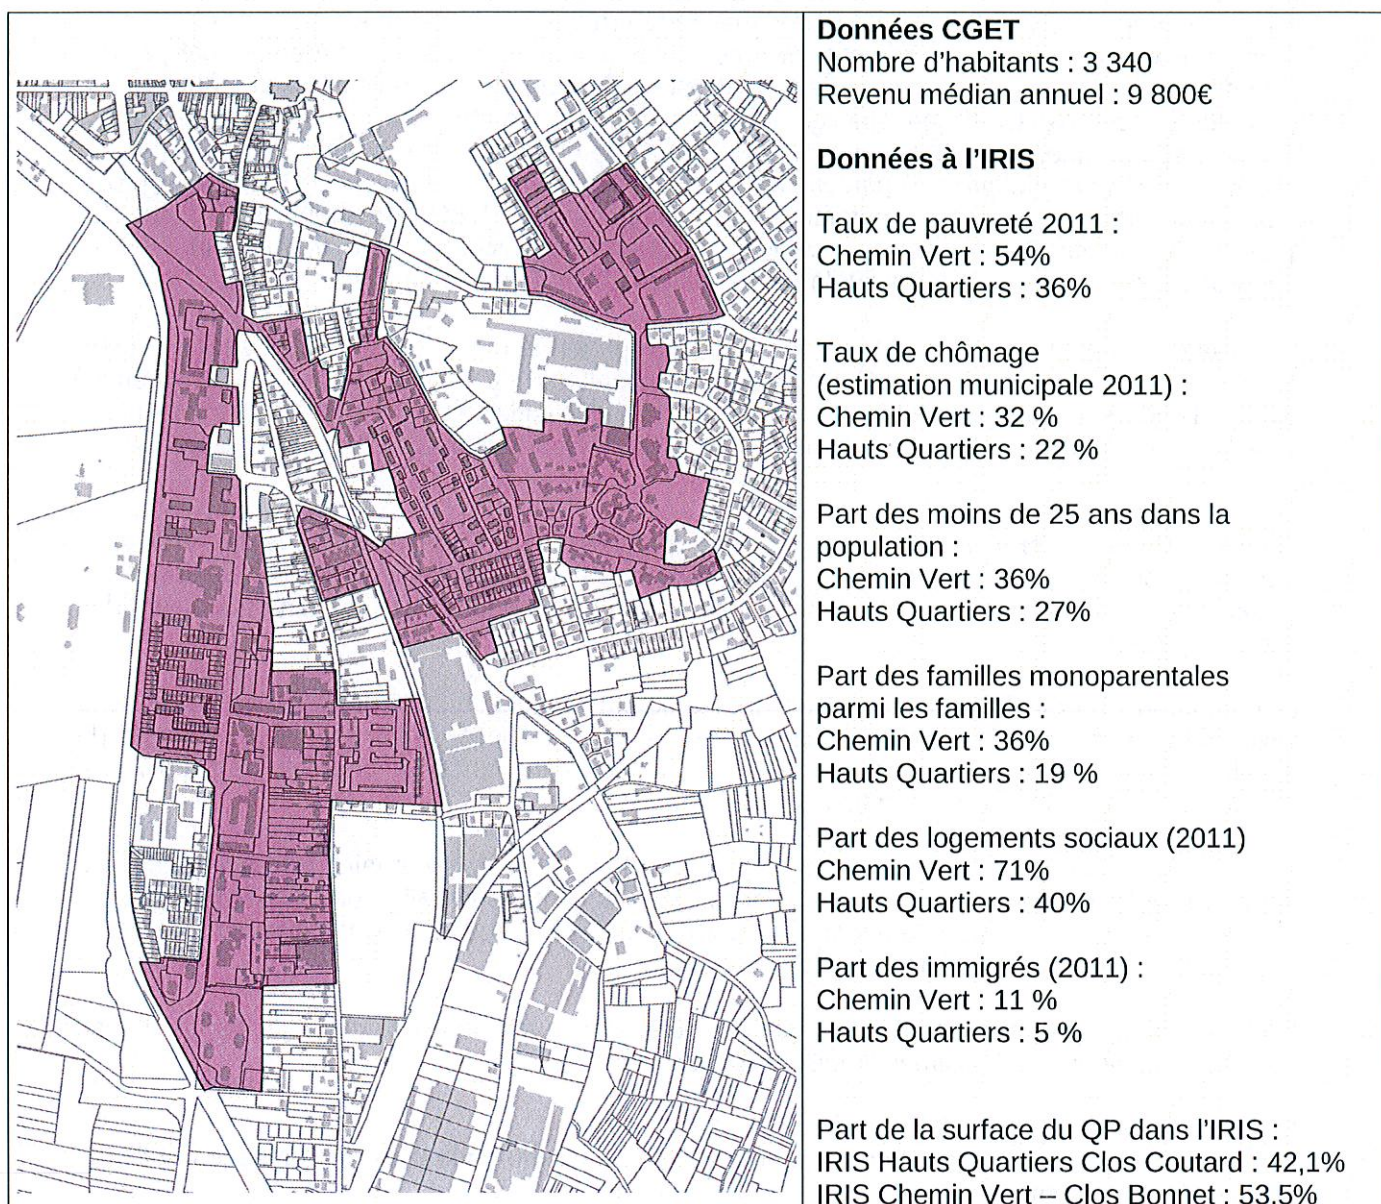 Données CGET
Nombre d'habitants : 3 340
Revenu médian annuel : 9 800€
Données à l'IRIS
Taux de pauvreté 2011 :
Chemin Vert : 54%
Hauts Quartiers : 36%
Taux de chômage
(estimation municipale 2011) :
Chemin Vert : 32 %
Hauts Quartiers : 22 %
Part des moins de 25 ans dans la
population :
Chemin Vert : 36%
Hauts Quartiers : 27%
Part des familles monoparentales
parmi les familles :
Chemin Vert : 36%
Hauts Quartiers : 19 %
Part des logements sociaux (2011)
Chemin Vert : 71%
Hauts Quartiers : 40%
Part des immigrés (2011) :
Chemin Vert : 11 %
Hauts Quartiers : 5 %
Part de la surface du QP dans l'IRIS :
IRIS Hauts Quartiers Clos Coutard : 42,1%
IRIS Chemin Vert – Clos Bonnet : 53,5%